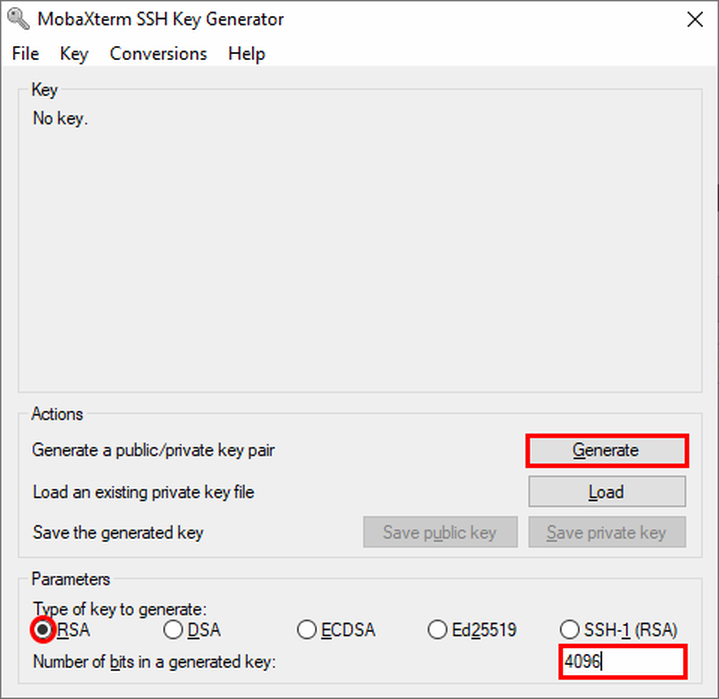 MobaXterm SSH Key Generator
File Key Conversions Help
Key
No key.
Actions
Generate a public/private key pair Generate
Load an existing private key file Load
Save the generated key Save public key Save private key
Parameters
Type of key to generate:
RSA DSA ECDSA Ed25519 SSH-1 (RSA)
Number of bits in a generated key: 4096